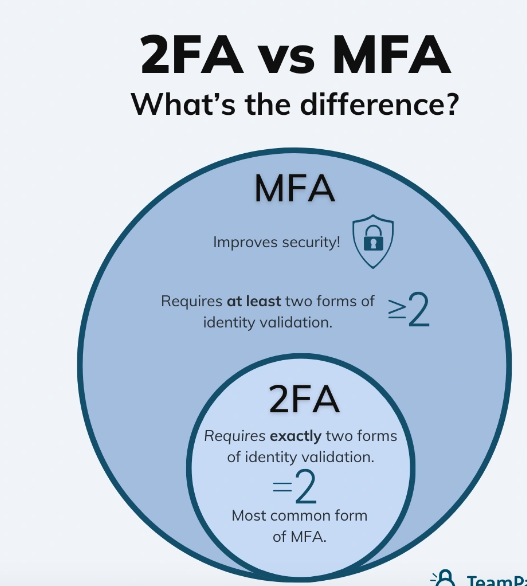 2FA vs MFA
What's the difference?
MFA
Improves security!
Requires at least two forms of
identity validation.
≥2
2FA
Requires exactly two forms
of identity validation.
=2
Most common form
of MFA.